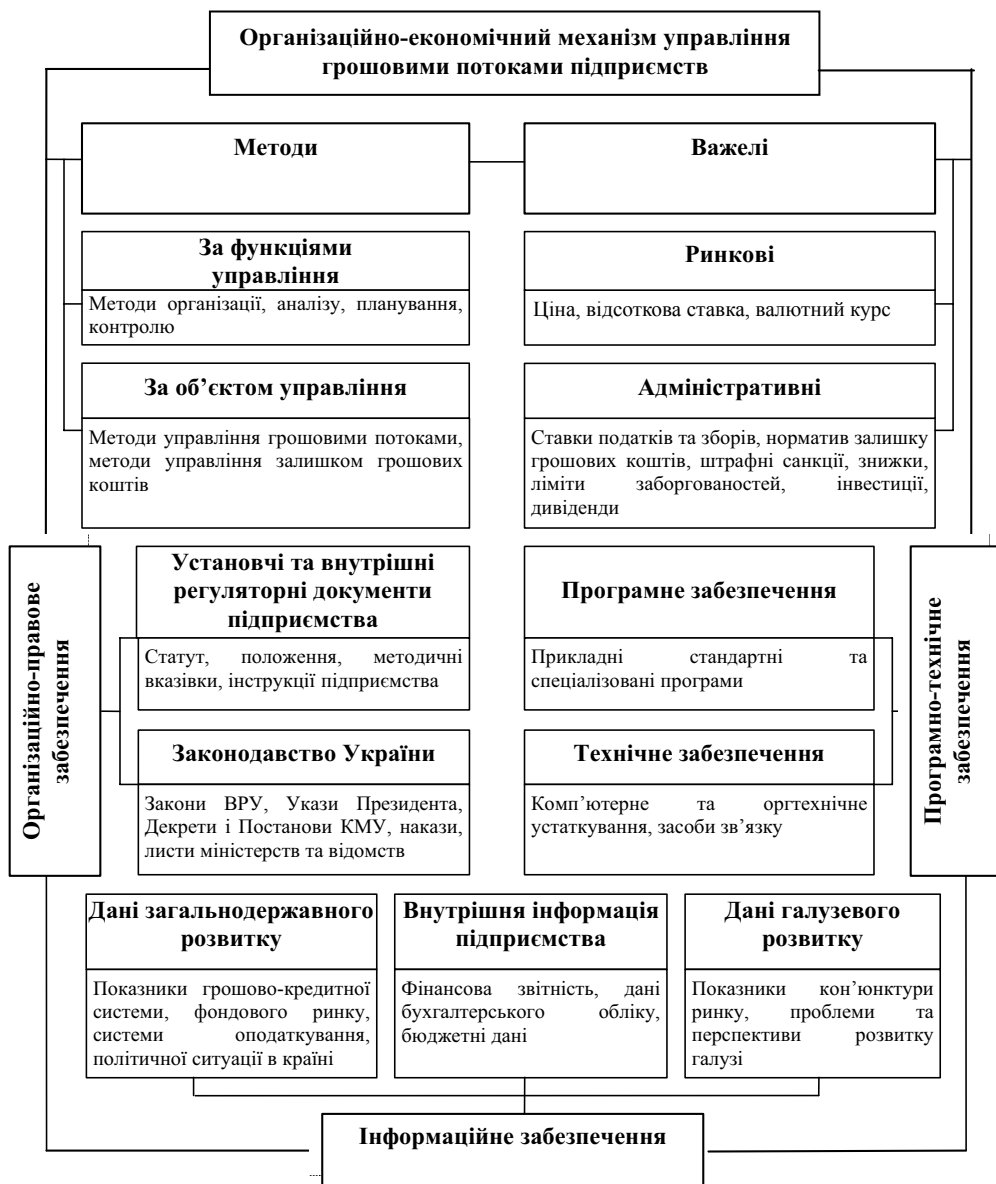 Організаційно-економічний механізм управління
грошовими потоками підприємств
Методи
Важелі
За функціями
управління
Методи організації, аналізу, планування,
контролю
Ринкові
Ціна, відсоткова ставка, валютний курс
За об’єктом управління
Методи управління грошовими потоками,
методи управління залишком грошових
коштів
Адміністративні
Ставки податків та зборів, норматив залишку
грошових коштів, штрафні санкції, знижки,
ліміти заборгованостей, інвестиції,
дивіденди
Організаційно-правове
забезпечення
Установчі та внутрішні
регуляторні документи
підприємства
Статут, положення, методичні
вказівки, інструкції підприємства
Програмне забезпечення
Прикладні стандартні та
спеціалізовані програми
Програмно-технічне
забезпечення
Законодавство України
Закони ВРУ, Укази Президента,
Декрети і Постанови КМУ, накази,
листи міністерств та відомств
Технічне забезпечення
Комп’ютерне та оргтехнічне
устаткування, засоби зв’язку
Дані загальнодержавного
розвитку
Показники грошово-кредитної
системи, фондового ринку,
системи оподаткування,
політичної ситуації в країні
Внутрішня інформація
підприємства
Фінансова звітність, дані
бухгалтерського обліку,
бюджетні дані
Дані галузевого
розвитку
Показники кон’юнктури
ринку, проблеми та
перспективи розвитку
галузі
Інформаційне забезпечення